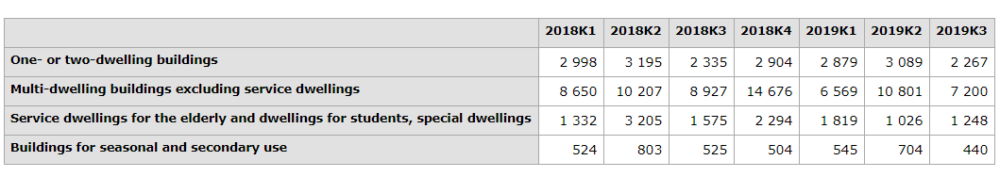 2018K1 2018K2 2018K3 2018K4 2019K1 2019K2 2019K3
One- or two-dwelling buildings 2 998 3 195 2 335 2 904 2 879 3 089 2 267
Multi-dwelling buildings excluding service dwellings 8 650 10 207 8 927 14 676 6 569 10 801 7 200
Service dwellings for the elderly and dwellings for students, special dwellings 1 332 3 205 1 575 2 294 1 819 1 026 1 248
Buildings for seasonal and secondary use 524 803 525 504 545 704 440